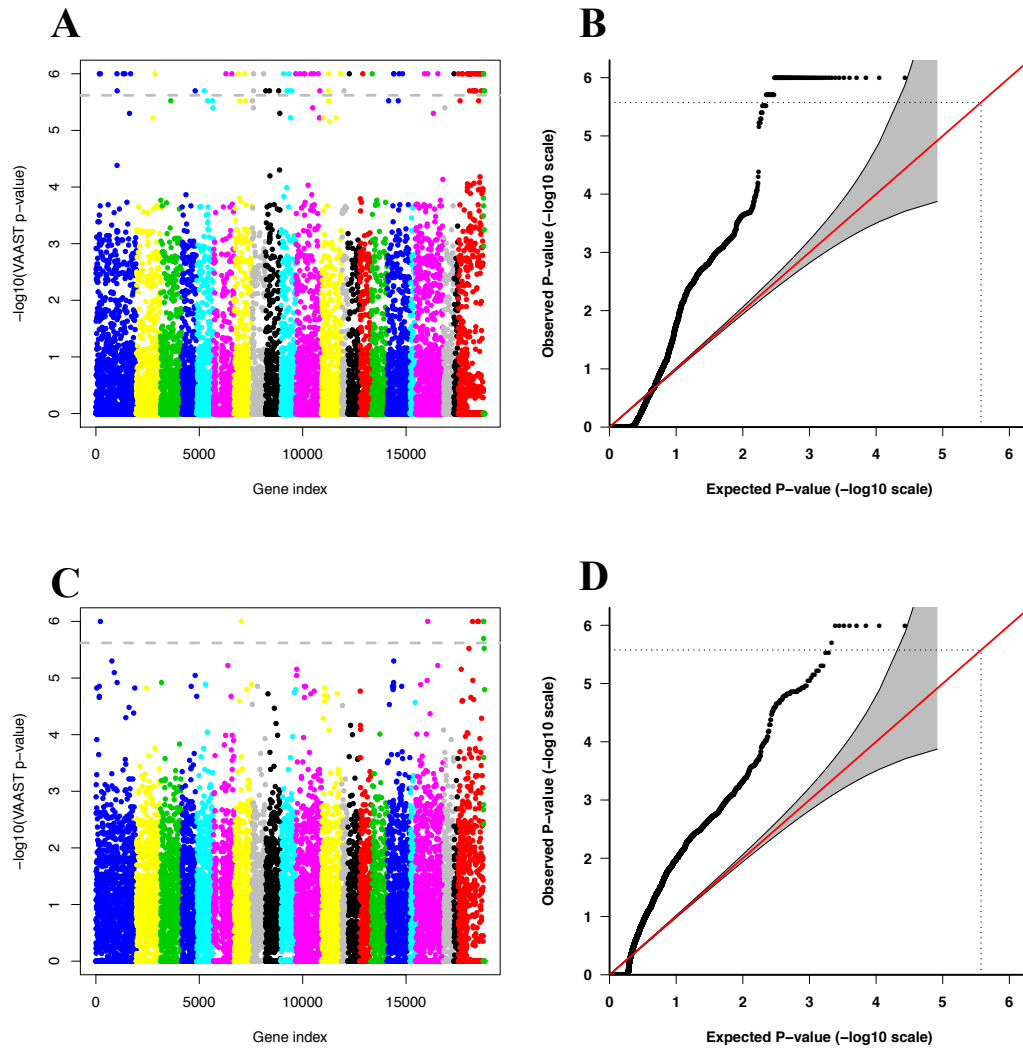 A
−log10(VAAST p−value)
6
5
4
3
2
1
0
0 5000 10000 15000
Gene index
B
Observed P−value (−log10 scale)
6
5
4
3
2
1
0
0 1 2 3 4 5 6
Expected P−value (−log10 scale)
C
−log10(VAAST p−value)
6
5
4
3
2
1
0
0 5000 10000 15000
Gene index
D
Observed P−value (−log10 scale)
6
5
4
3
2
1
0
0 1 2 3 4 5 6
Expected P−value (−log10 scale)